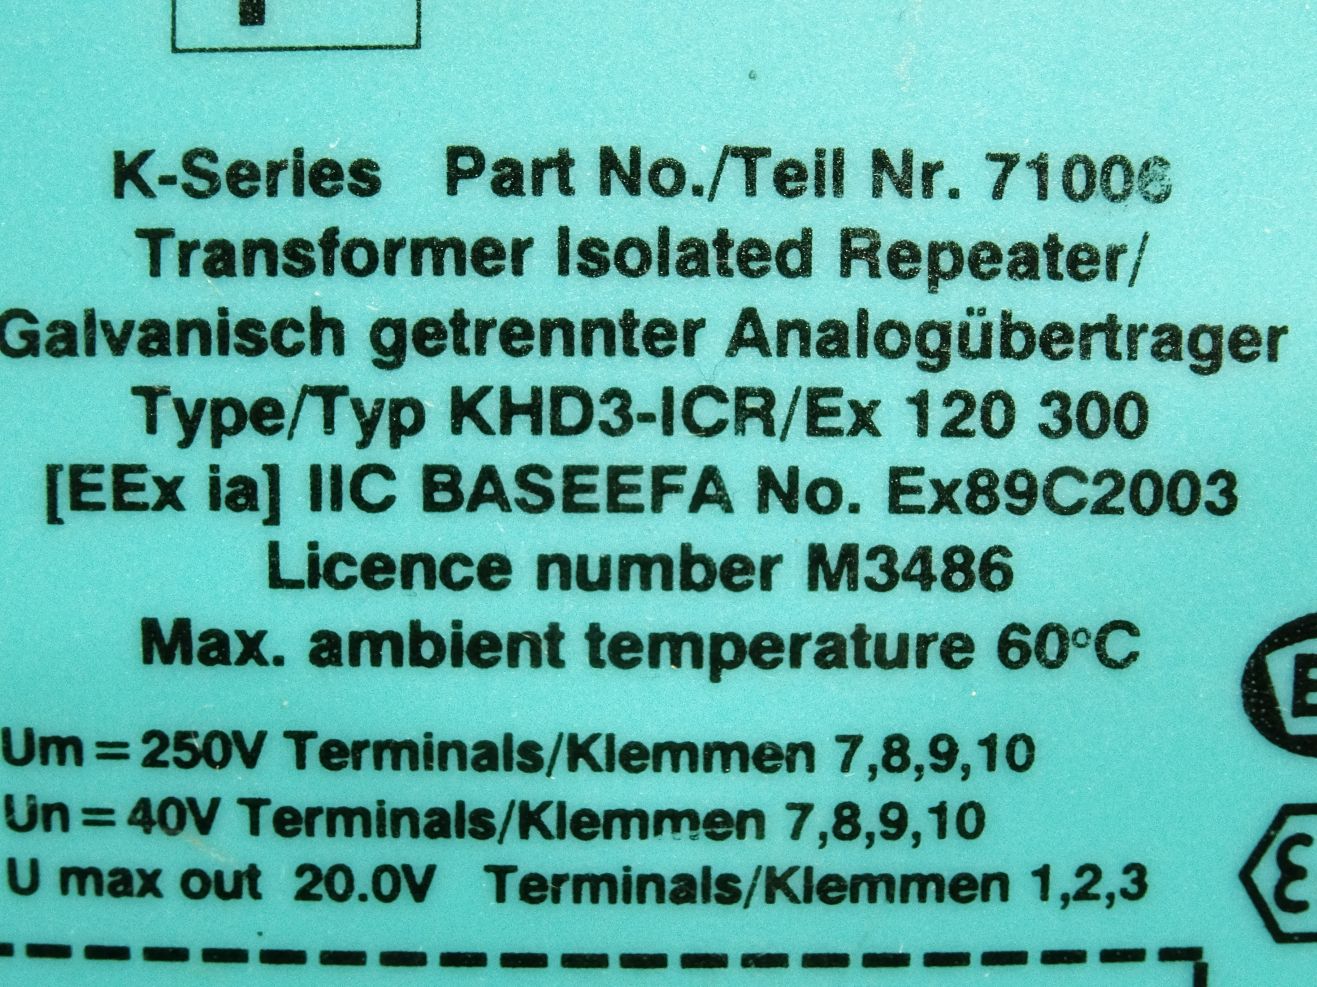 K-Series Part No./Teil Nr. 71006
Transformer Isolated Repeater/
Galvanisch getrennter Analogübertrager
Type/Typ KHD3-ICR/Ex 120 300
[EEx ia] IIC BASEEFA No. Ex89C2003
Licence number M3486
Max. ambient temperature 60°C
Um = 250V Terminals/Klemmen 7,8,9,10
Un = 40V Terminals/Klemmen 7,8,9,10
U max out 20.0V Terminals/Klemmen 1,2,3